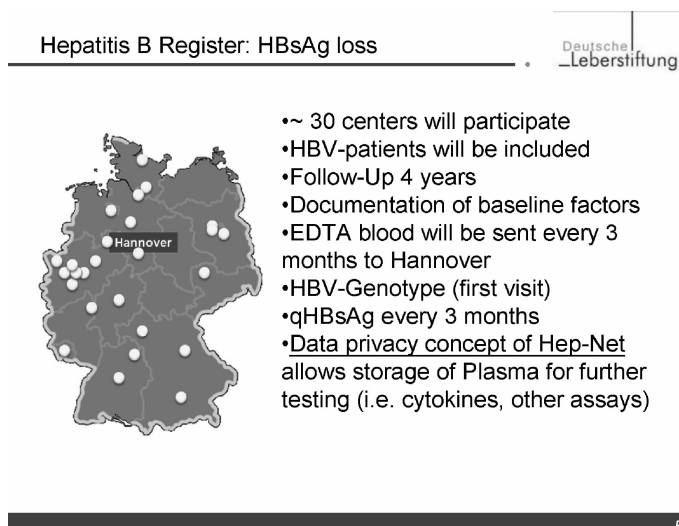 Hepatitis B Register: HBsAg loss
Deutsche
Leberstiftung
•~ 30 centers will participate
•HBV-patients will be included
•Follow-Up 4 years
•Documentation of baseline factors
•EDTA blood will be sent every 3
months to Hannover
•HBV-Genotype (first visit)
•qHBsAg every 3 months
•Data privacy concept of Hep-Net
allows storage of Plasma for further
testing (i.e. cytokines, other assays)
Hannover